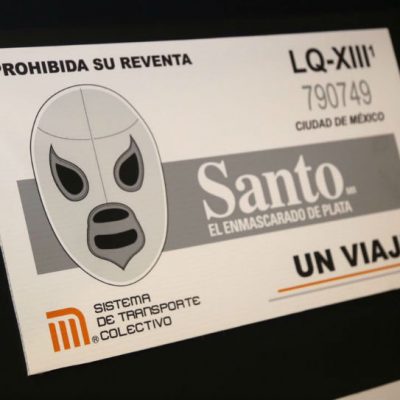 PROHIBIDA SU REVENTA
LQ-XIII¹
790749
CIUDAD DE MÉXICO
Santo
EL ENMASCARADO DE PLATA
UN VIAJ
SISTEMA
DE TRANSPORTE
COLECTIVO